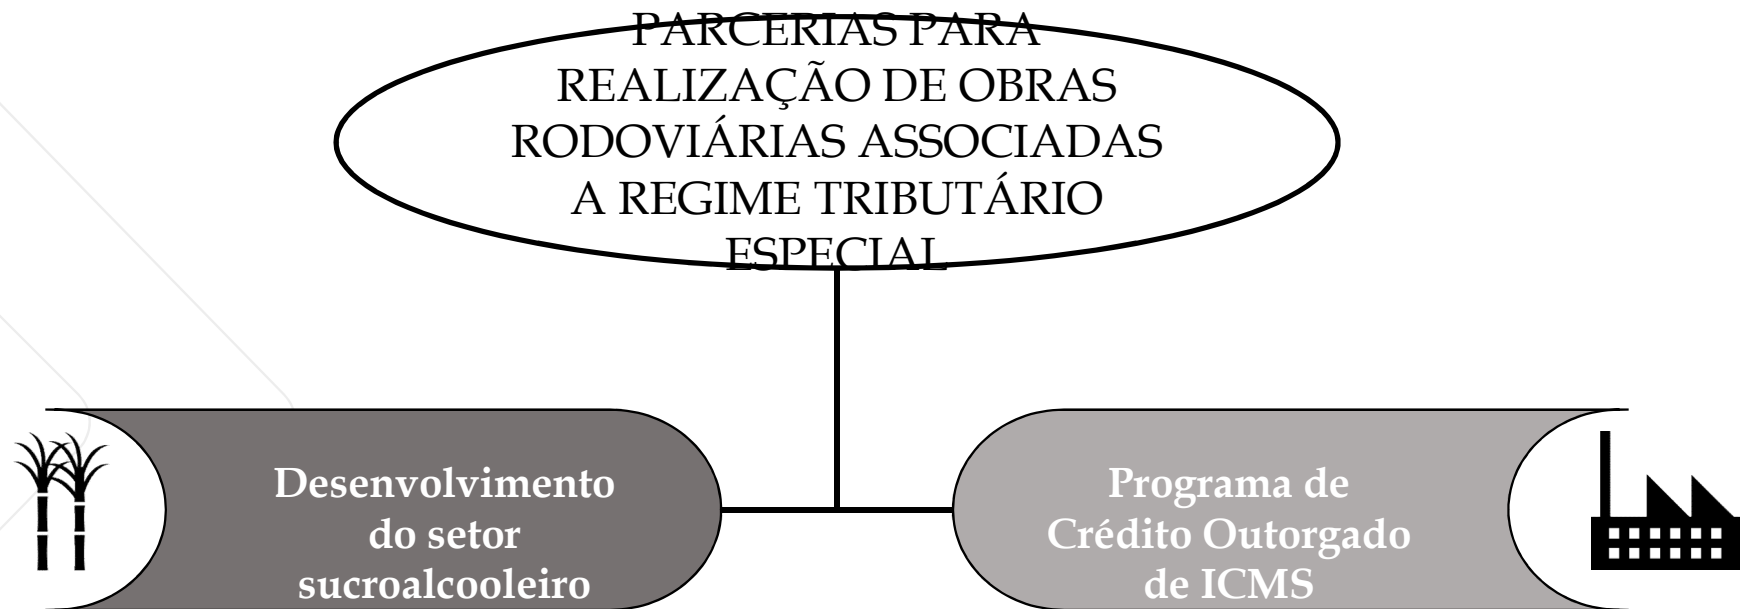 PARCERIAS PARA
REALIZAÇÃO DE OBRAS
RODOVIÁRIAS ASSOCIADAS
A REGIME TRIBUTÁRIO
ESPECIAL
Desenvolvimento
do setor
sucroalcooleiro
Programa de
Crédito Outorgado
de ICMS